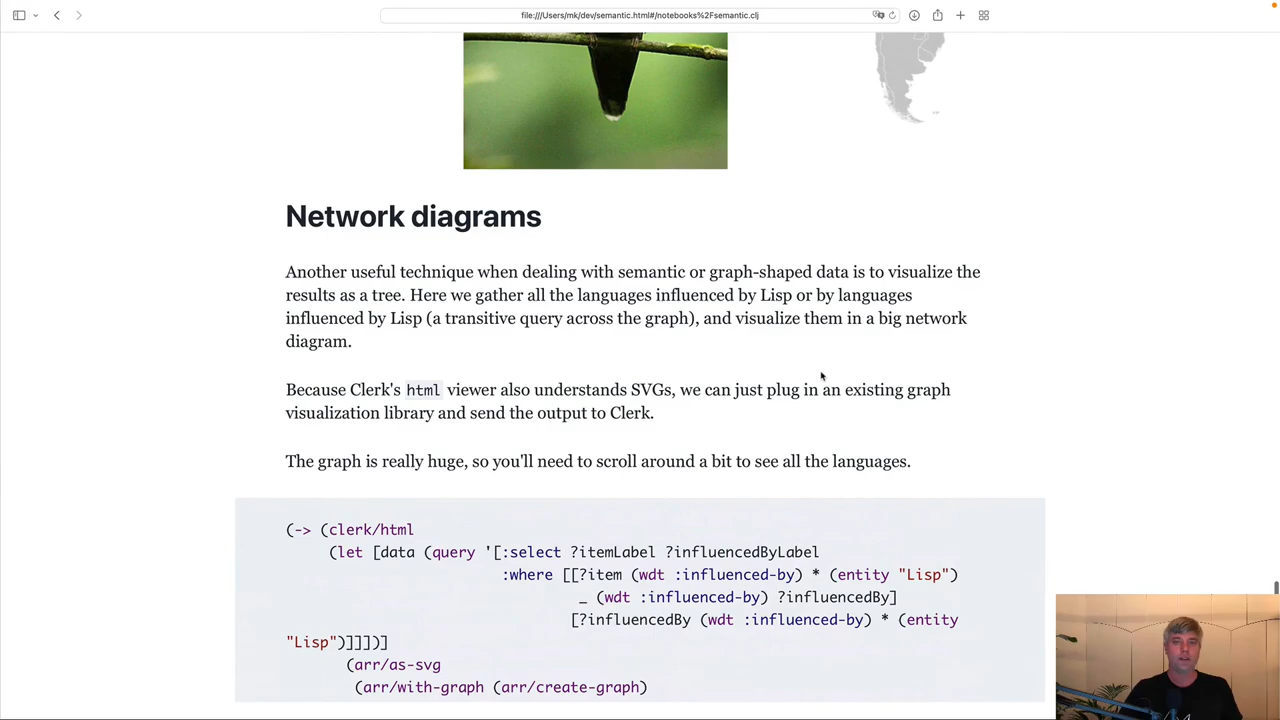 file:///Users/mk/dev/semantic.html#/notebooks%2Fsemantic.clj
Network diagrams
Another useful technique when dealing with semantic or graph-shaped data is to visualize the
results as a tree. Here we gather all the languages influenced by Lisp or by languages
influenced by Lisp (a transitive query across the graph), and visualize them in a big network
diagram.
Because Clerk's html viewer also understands SVGs, we can just plug in an existing graph
visualization library and send the output to Clerk.
The graph is really huge, so you'll need to scroll around a bit to see all the languages.
(-> (clerk/html
(let [data (query '[:select ?itemLabel ?influencedByLabel
:where [[?item (wdt :influenced-by) * (entity "Lisp")
_ (wdt :influenced-by) ?influencedBy]
[?influencedBy (wdt :influenced-by) * (entity
"Lisp")]]])]
(arr/as-svg
(arr/with-graph (arr/create-graph)